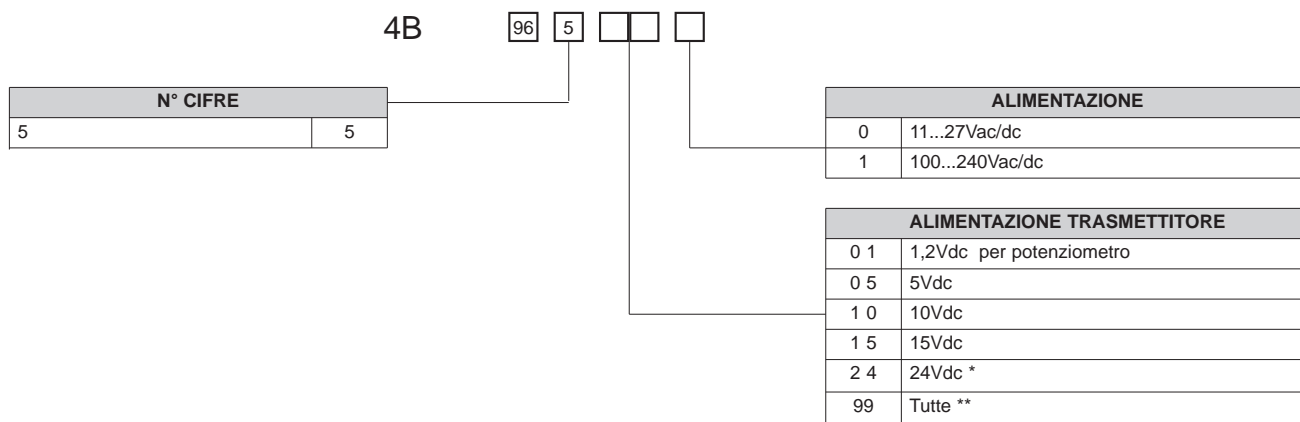 4B 96 5
N° CIFRE
5 5
ALIMENTAZIONE
0 11...27Vac/dc
1 100...240Vac/dc
ALIMENTAZIONE TRASMETTITORE
0 1 1,2Vdc per potenziometro
0 5 5Vdc
1 0 10Vdc
1 5 15Vdc
2 4 24Vdc *
99 Tutte **